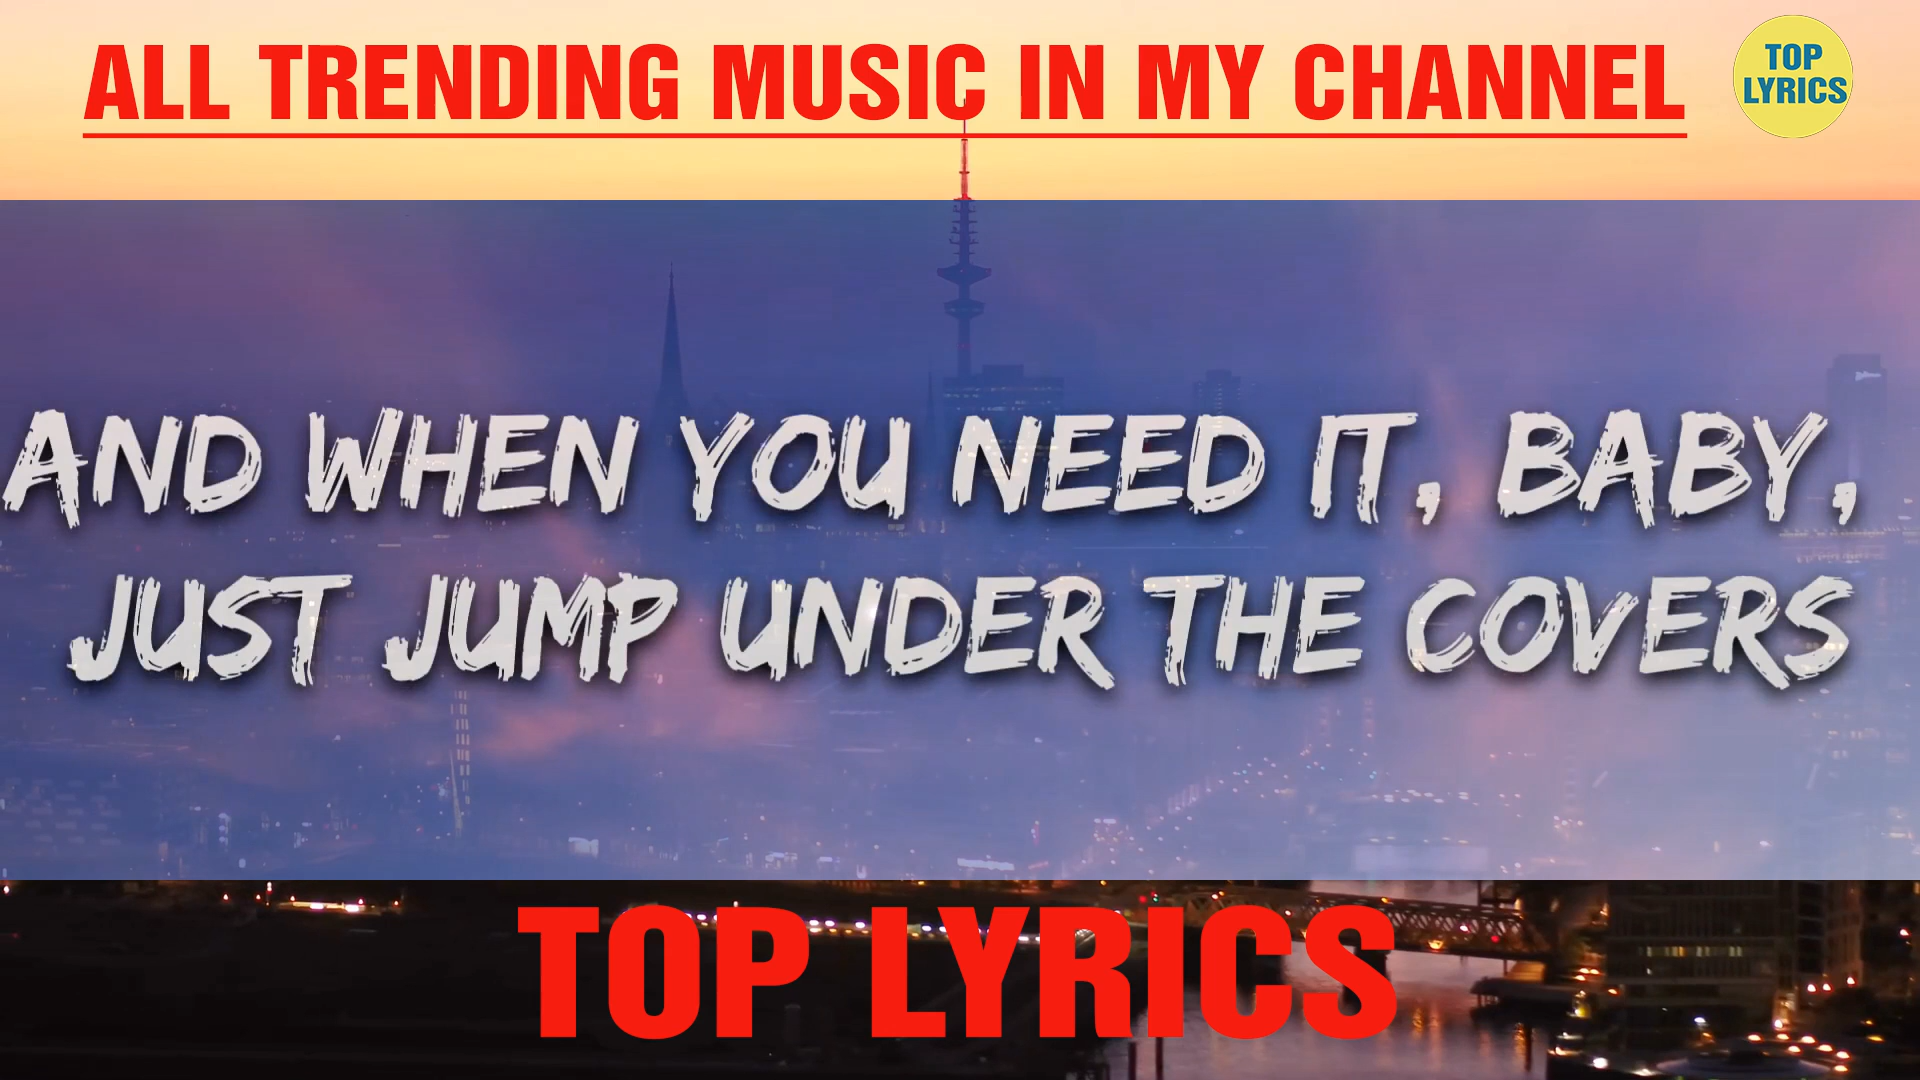 ALL TRENDING MUSIC IN MY CHANNEL
TOP
LYRICS
AND WHEN YOU NEED IT, BABY,
JUST JUMP UNDER THE COVERS
TOP LYRICS